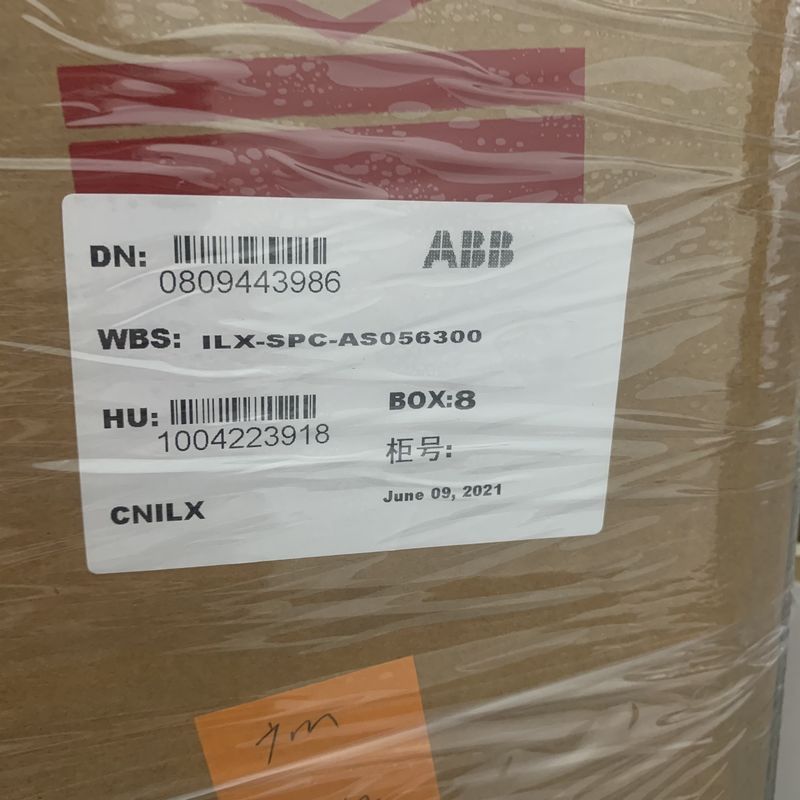 DN:
ABB
0809443986
WBS: ILX-SPC-AS056300
HU:
BOX:8
1004223918
柜号:
June 09, 2021
CNILX